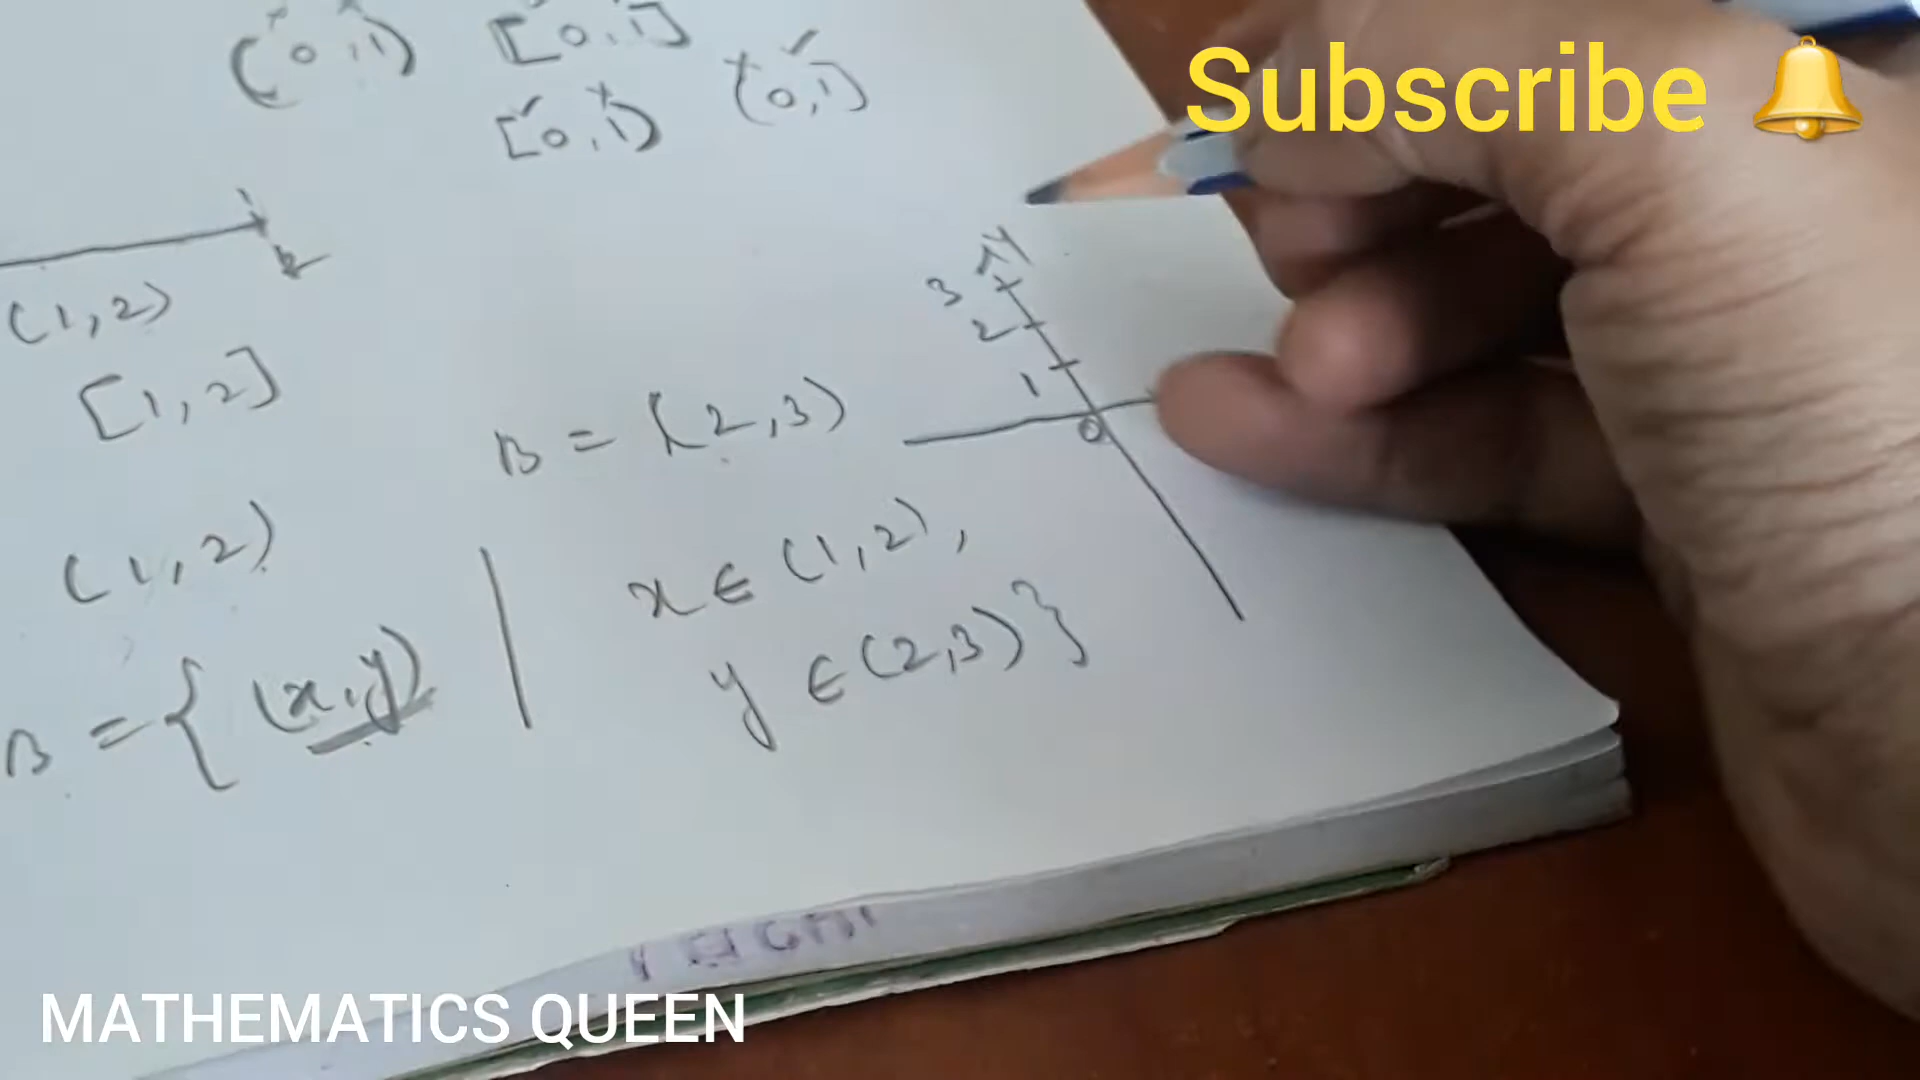 Subscribe 🔔
(0,1) [0,1]
[0,1) (0,1]
2
(1,2)
[1,2]
B = (2,3)
y
3
2
1
0
(1,2)
B = { (x,y) | x ∈ (1,2),
y ∈ (2,3) }
MATHEMATICS QUEEN